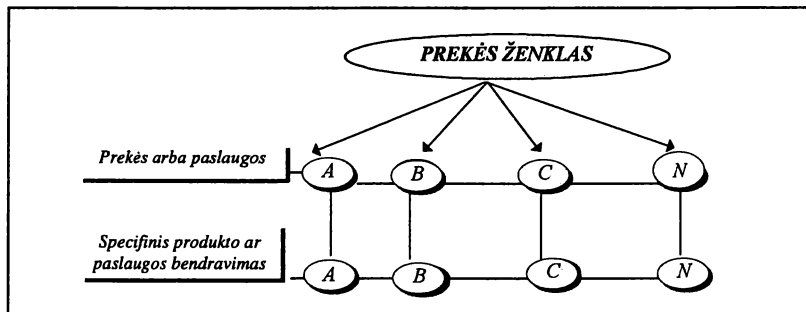 PREKĖS ŽENKLAS
Prekės arba paslaugos
A B C N
Specifinis produkto ar
paslaugos bendravimas
A B C N